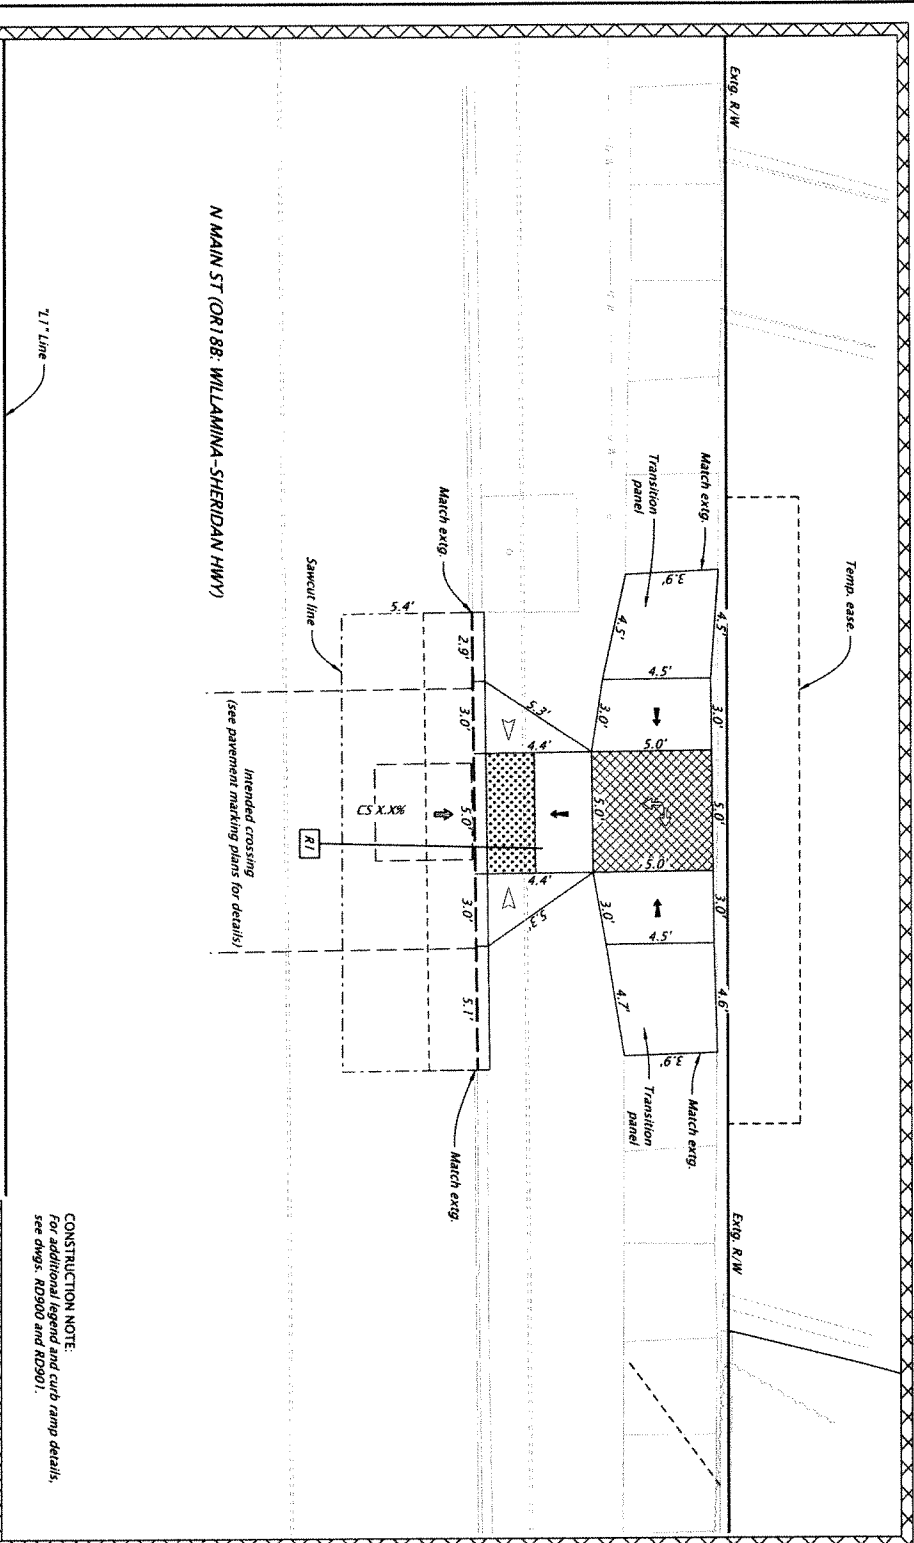 Extg. R/W
Extg. R/W
Temp. ease.
Match extg.
Transition
panel
3.9'
4.5'
4.5'
4.5'
3.0'
3.0'
5.0'
5.0'
5.0'
5.0'
3.0'
3.0'
4.5'
4.6'
4.7'
3.9'
Match extg.
Transition
panel
Match extg.
5.4'
2.9'
3.0'
5.3'
4.4'
5.0'
CS X.X%
R1
4.4'
5.3'
3.0'
5.1'
Match extg.
Sawcut line
Intended crossing
(see pavement marking plans for details)
N MAIN ST (OR18B: WILLAMINA-SHERIDAN HWY)
"L1" Line
CONSTRUCTION NOTE:
For additional legend and curb ramp details,
see dwgs. RD900 and RD901.